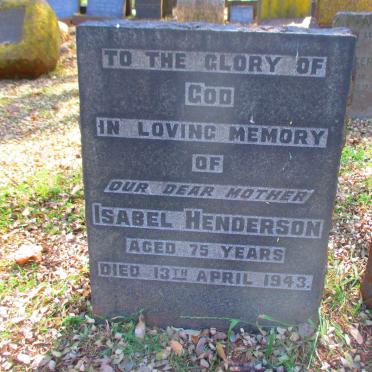 TO THE GLORY OF
GOD
IN LOVING MEMORY
OF
OUR DEAR MOTHER
ISABEL HENDERSON
AGED 75 YEARS
DIED 13TH APRIL 1943.